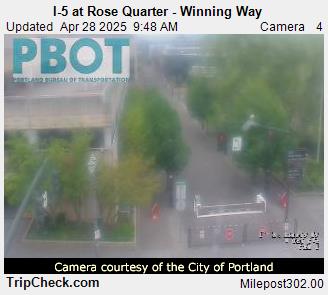 I-5 at Rose Quarter - Winning Way
Updated Apr 28 2025 9:48 AM Camera 4
PBOT
PORTLAND BUREAU OF TRANSPORTATION
Camera courtesy of the City of Portland
TripCheck.com Milepost302.00